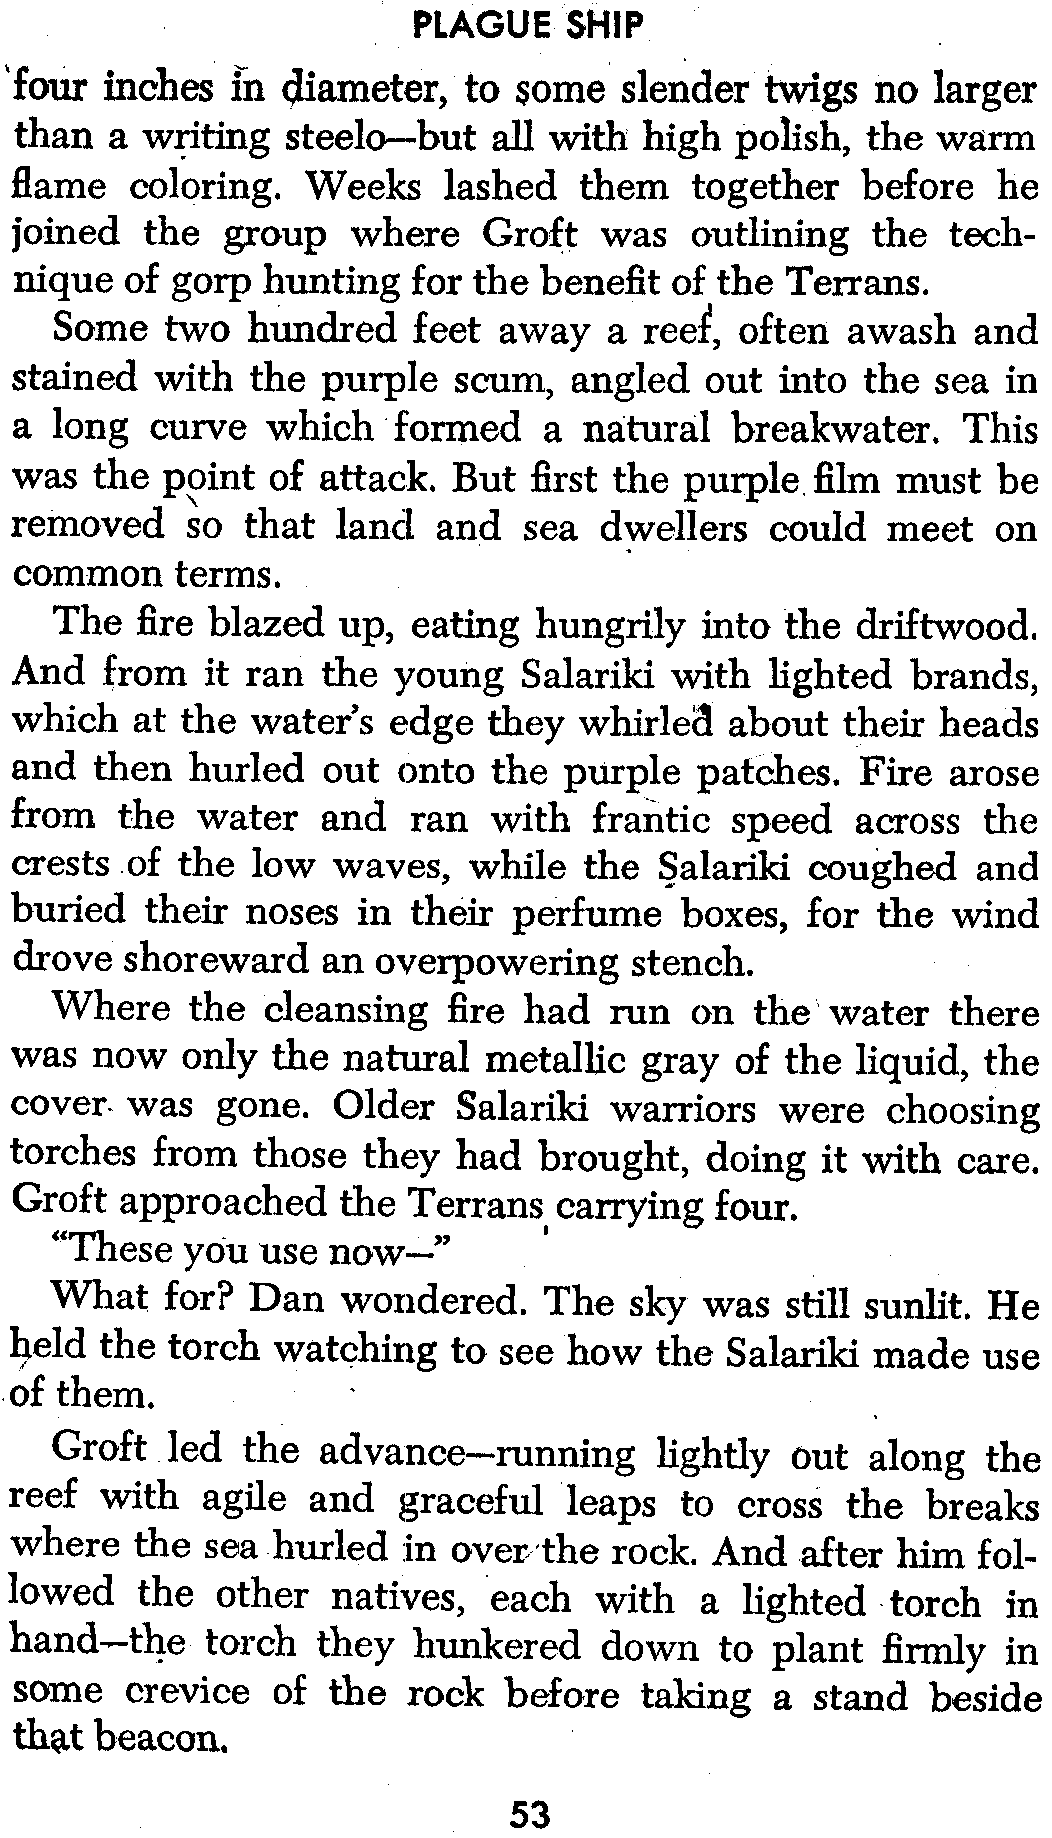 PLAGUE SHIP
four inches in diameter, to some slender twigs no larger
than a writing steelo—but all with high polish, the warm
flame coloring. Weeks lashed them together before he
joined the group where Groft was outlining the tech-
nique of gorp hunting for the benefit of the Terrans.
Some two hundred feet away a reef, often awash and
stained with the purple scum, angled out into the sea in
a long curve which formed a natural breakwater. This
was the point of attack. But first the purple film must be
removed so that land and sea dwellers could meet on
common terms.
The fire blazed up, eating hungrily into the driftwood.
And from it ran the young Salariki with lighted brands,
which at the water's edge they whirled about their heads
and then hurled out onto the purple patches. Fire arose
from the water and ran with frantic speed across the
crests of the low waves, while the Salariki coughed and
buried their noses in their perfume boxes, for the wind
drove shoreward an overpowering stench.
Where the cleansing fire had run on the water there
was now only the natural metallic gray of the liquid, the
cover was gone. Older Salariki warriors were choosing
torches from those they had brought, doing it with care.
Groft approached the Terrans carrying four.
“These you use now—”
What for? Dan wondered. The sky was still sunlit. He
held the torch watching to see how the Salariki made use
of them.
Groft led the advance—running lightly out along the
reef with agile and graceful leaps to cross the breaks
where the sea hurled in over the rock. And after him fol-
lowed the other natives, each with a lighted torch in
hand—the torch they hunkered down to plant firmly in
some crevice of the rock before taking a stand beside
that beacon.
53